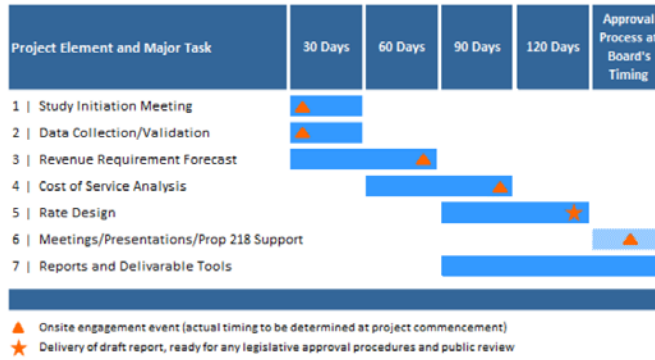 Project Element and Major Task 30 Days 60 Days 90 Days 120 Days Approval Process at Board's Timing
1 | Study Initiation Meeting
2 | Data Collection/Validation
3 | Revenue Requirement Forecast
4 | Cost of Service Analysis
5 | Rate Design
6 | Meetings/Presentations/Prop 218 Support
7 | Reports and Delivarable Tools
Onsite engagement event (actual timing to be determined at project commencement)
Delivery of draft report, ready for any legislative approval procedures and public review